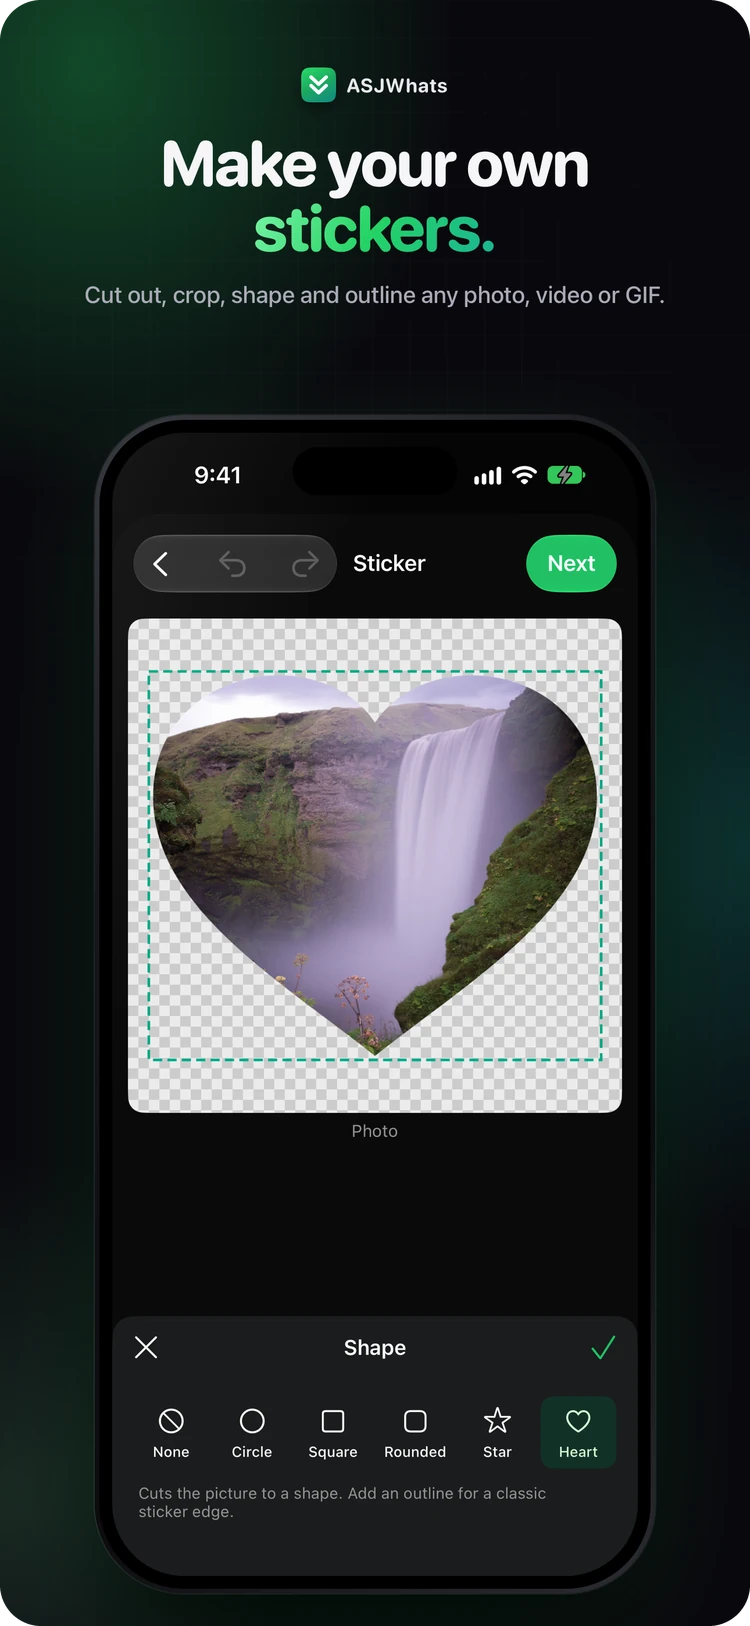 ASJWhats
Make your own
stickers.
Cut out, crop, shape and outline any photo, video or GIF.
9:41
Sticker
Next
Photo
Shape
None
Circle
Square
Rounded
Star
Heart
Cuts the picture to a shape. Add an outline for a classic
sticker edge.